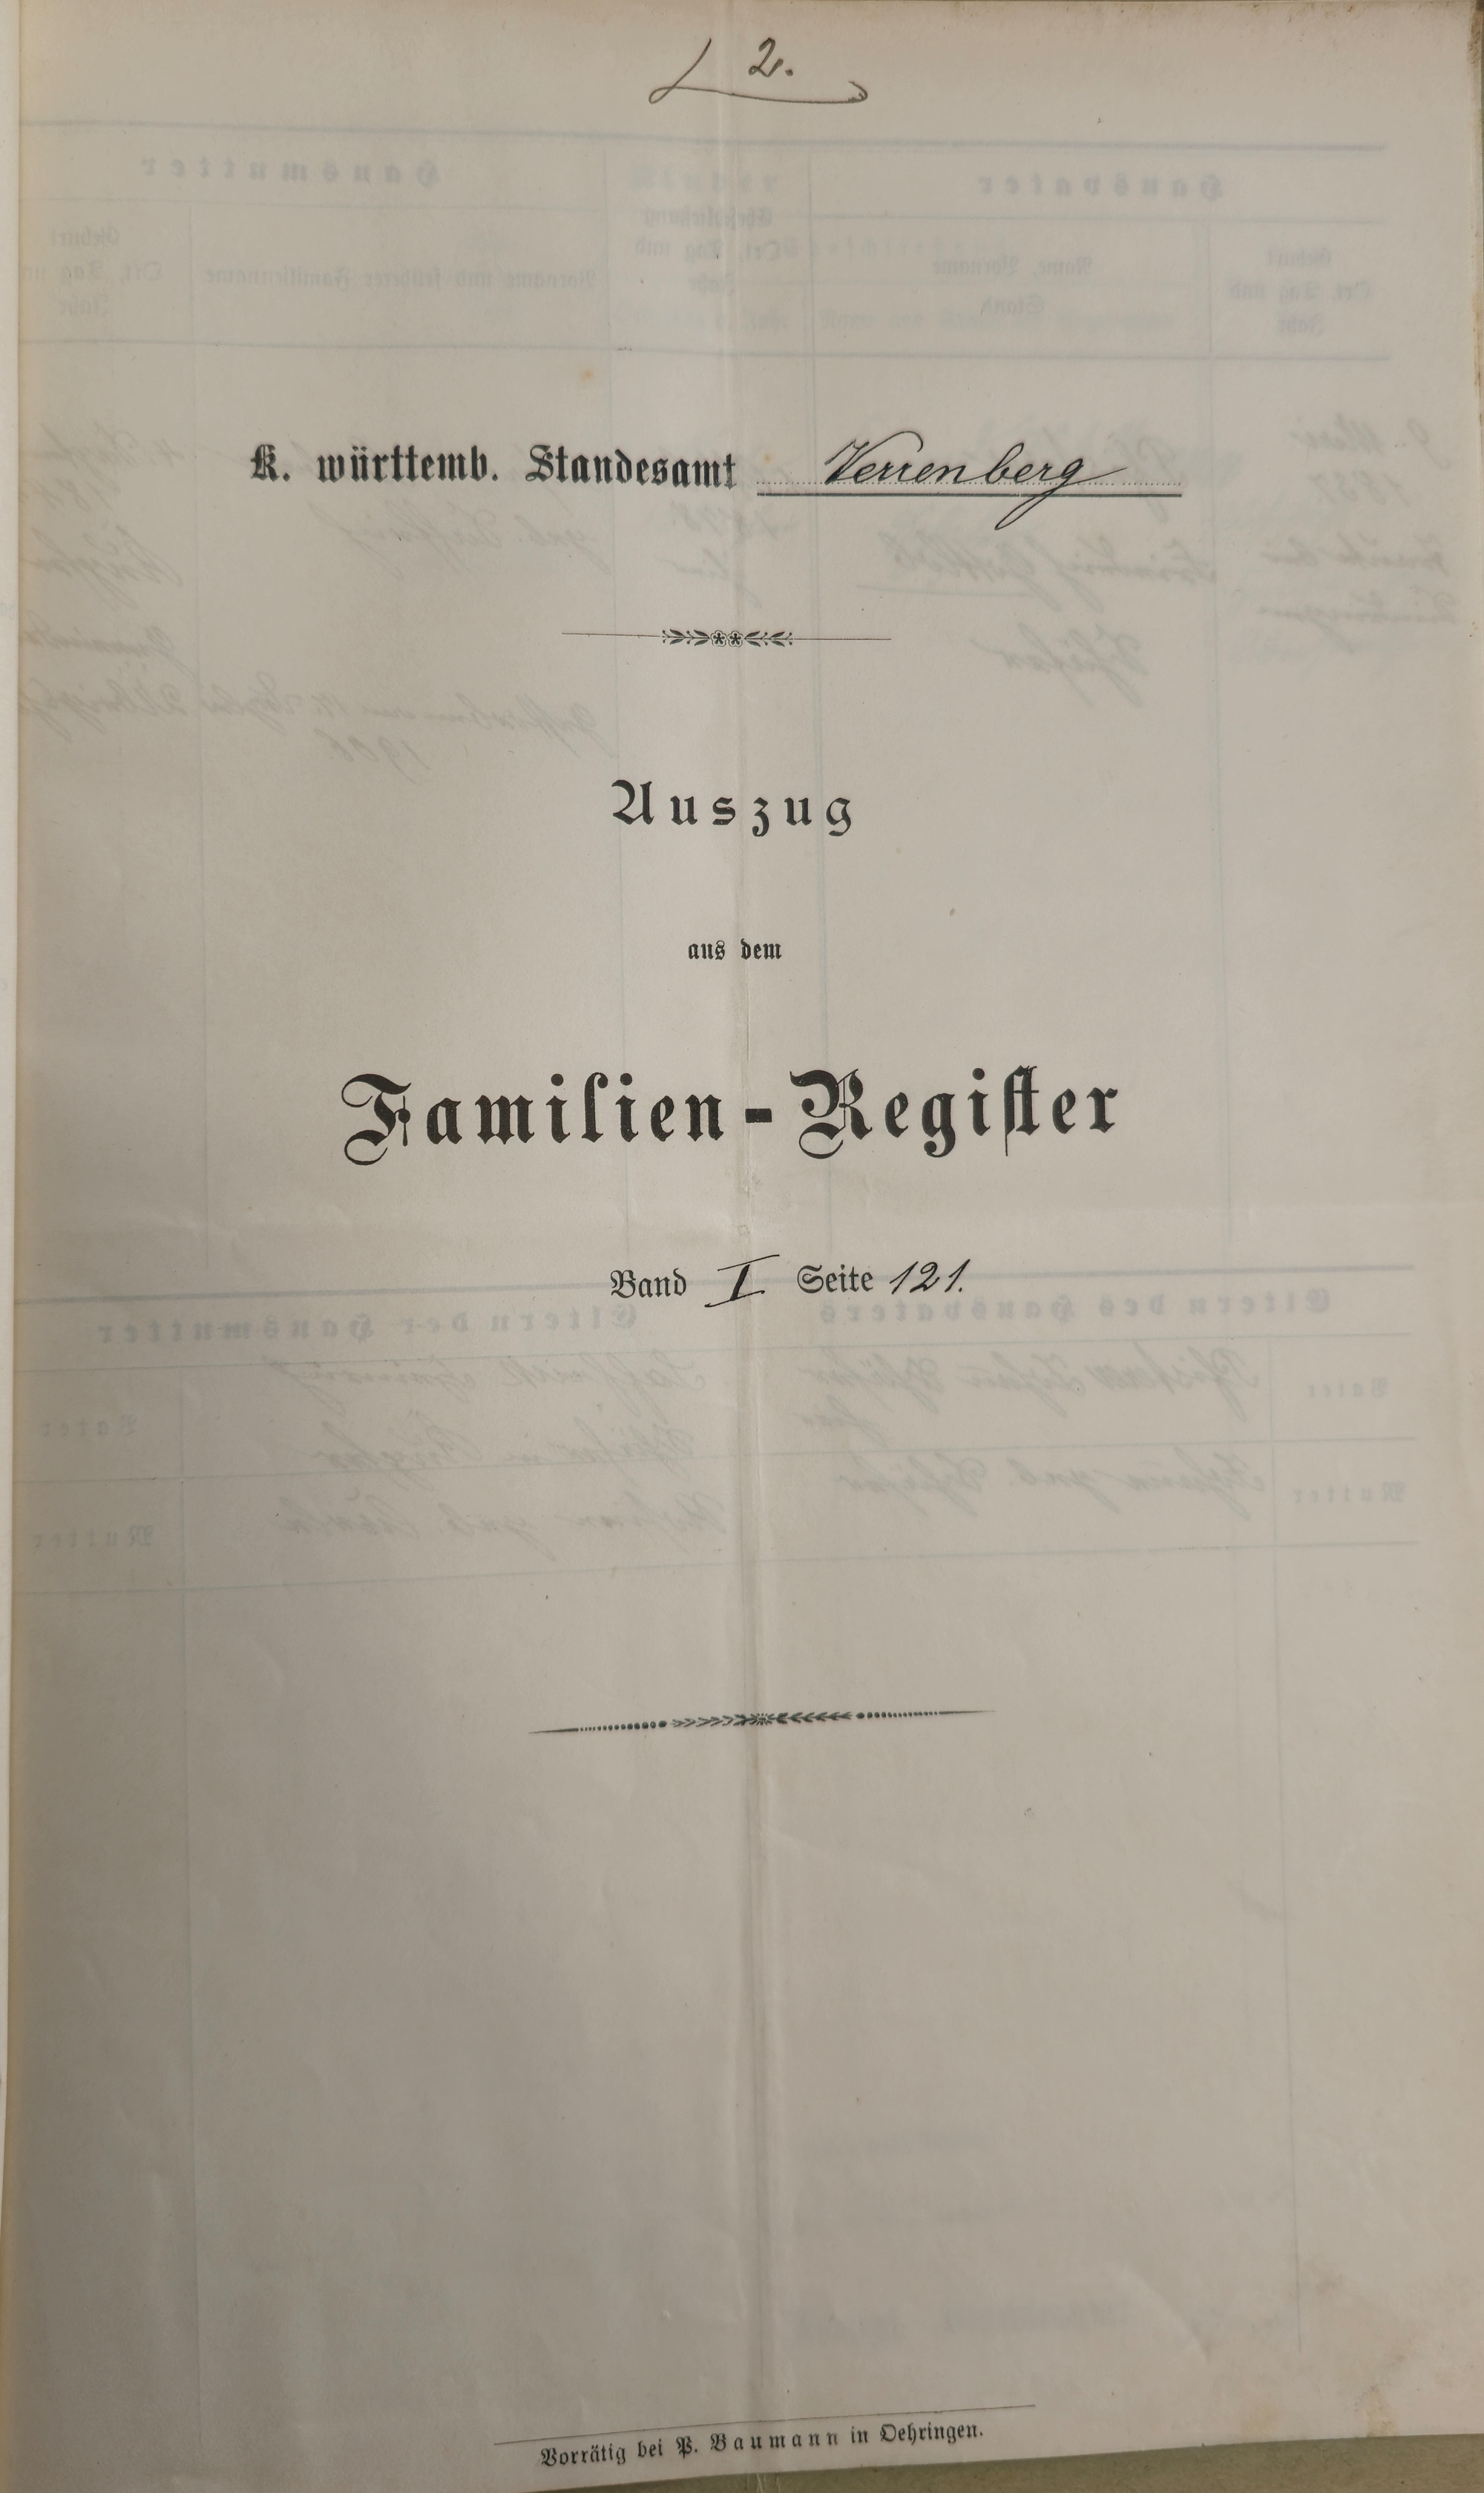 2.
K. württemb. Standesamt Verrenberg
Auszug
aus dem
Familien-Register
Band I Seite 121.
Vorrätig bei P. Baumann in Oehringen.